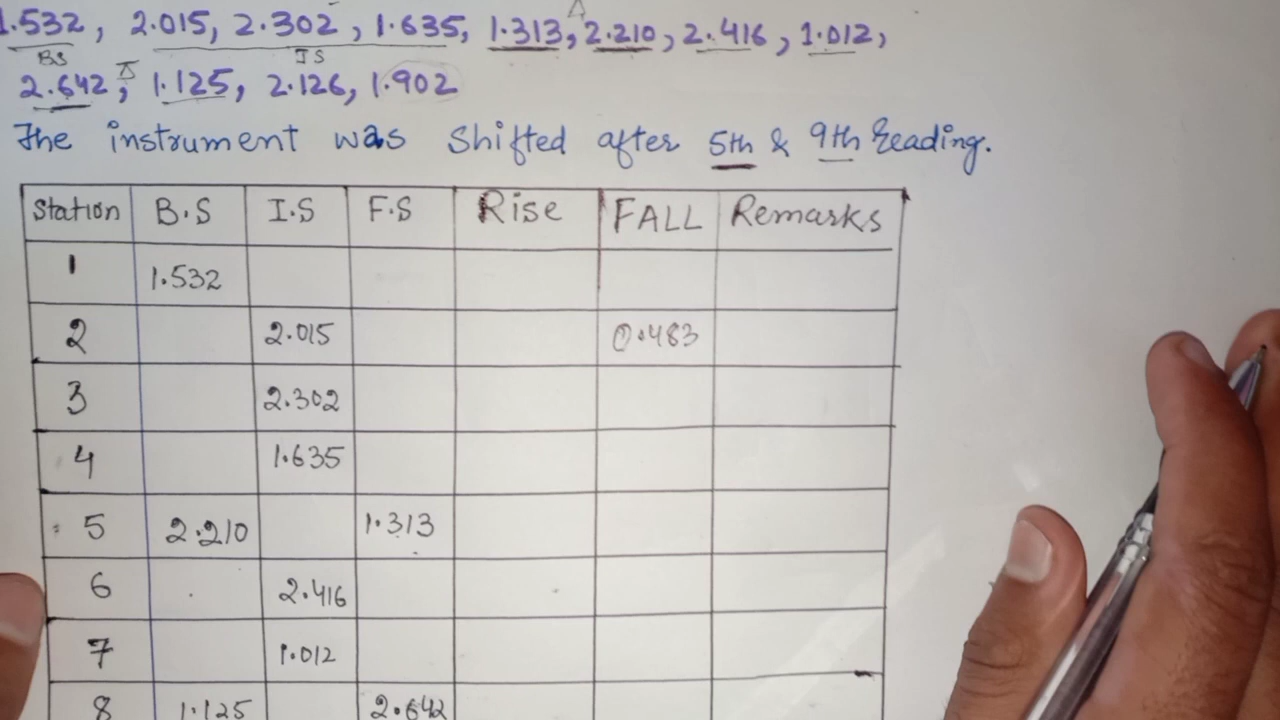 1.532, 2.015, 2.302, 1.635, 1.313, 2.210, 2.416, 1.012,
BS IS
2.642, 1.125, 2.126, 1.902
The instrument was Shifted after 5th & 9th reading.
Station B.S I.S F.S Rise FALL Remarks
1 1.532
2 2.015 0.483
3 2.302
4 1.635
5 2.210 1.313
6 2.416
7 1.012
8 1.125 2.642